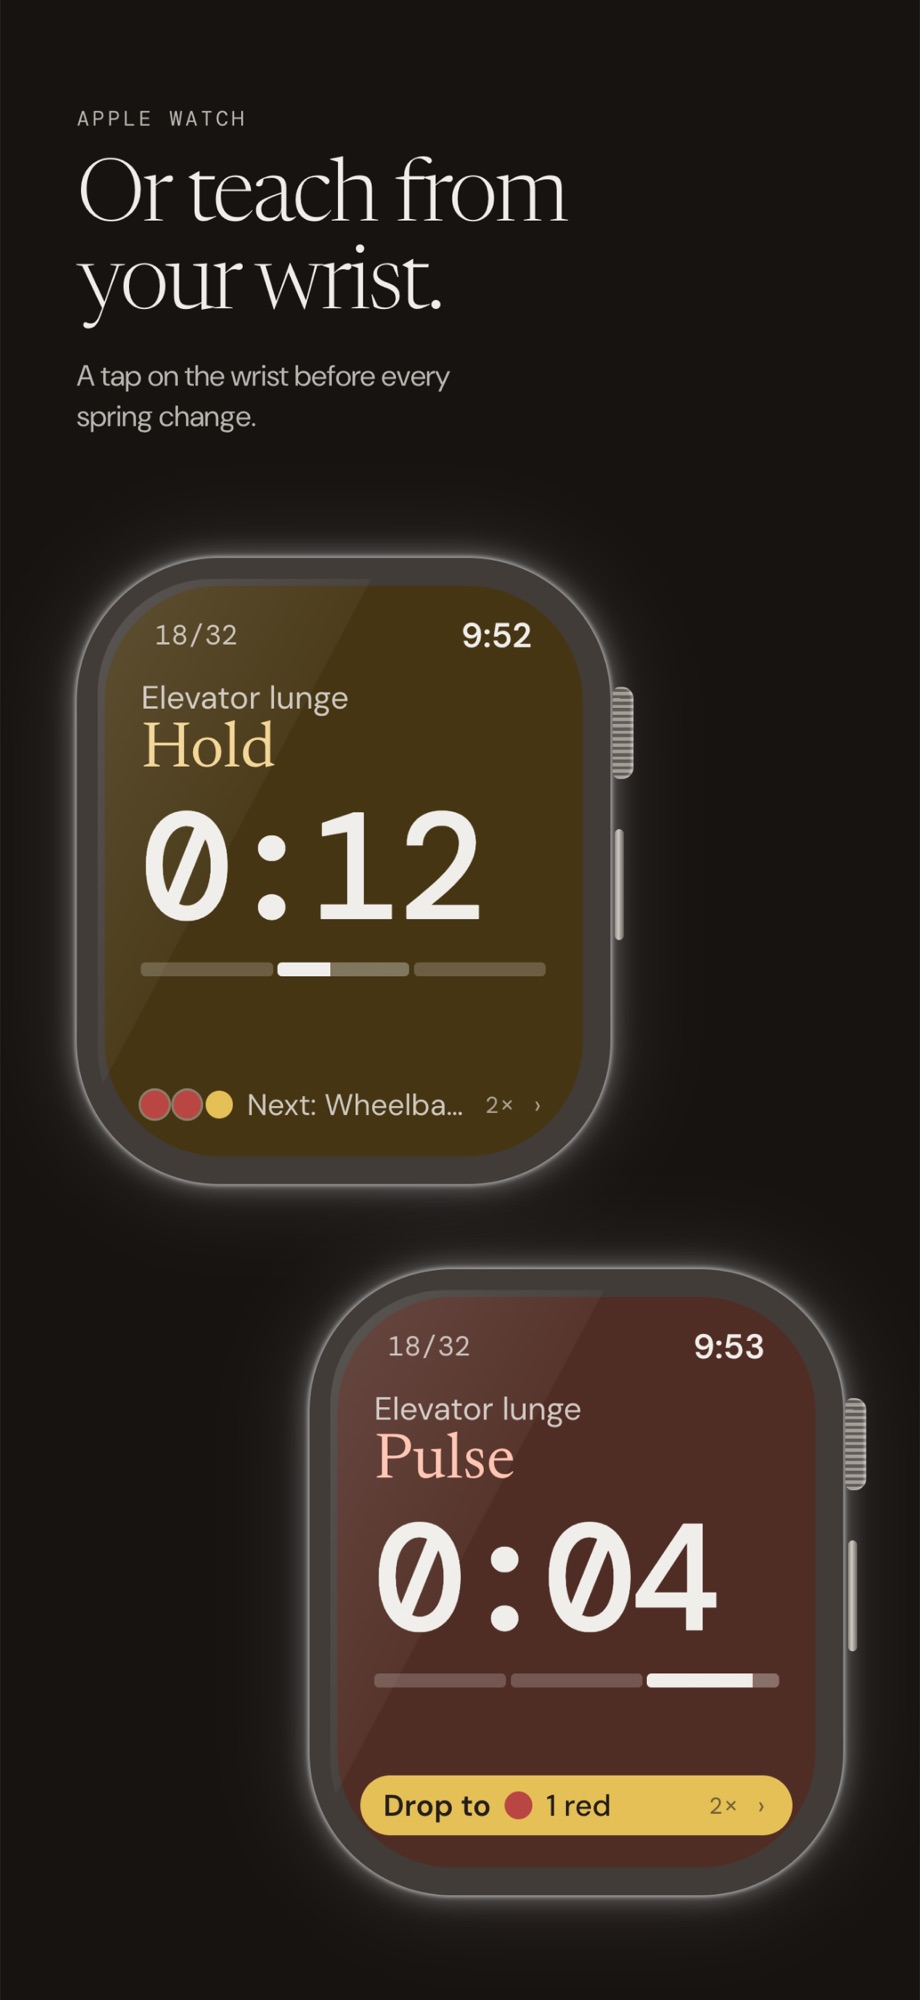 APPLE WATCH
Or teach from
your wrist.
A tap on the wrist before every
spring change.
18/32 9:52
Elevator lunge
Hold
0:12
Next: Wheelba... 2× ›
18/32 9:53
Elevator lunge
Pulse
0:04
Drop to 1 red 2× ›